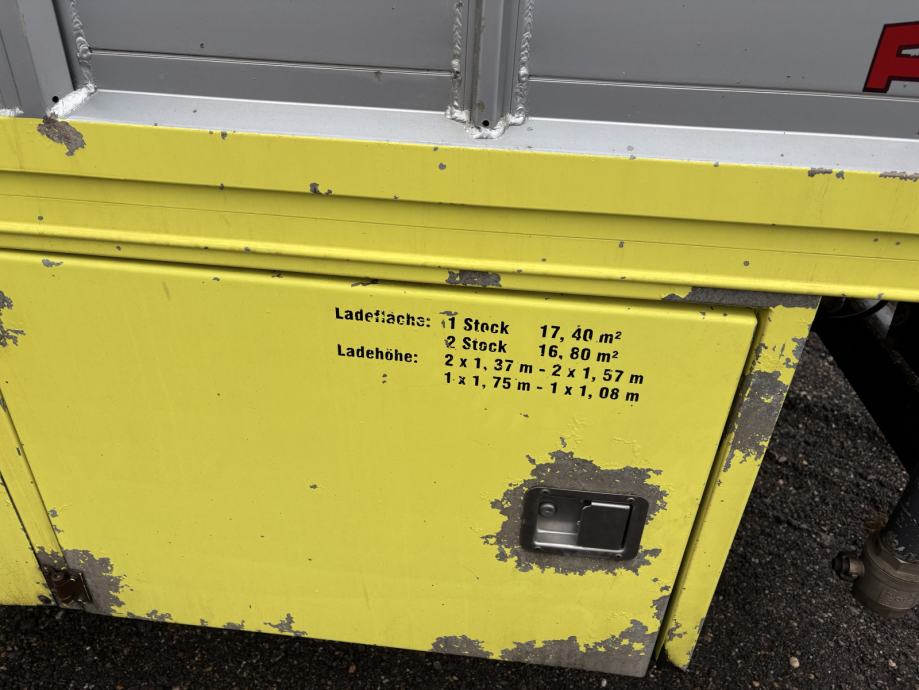 Ladefläche: 1 Stock 17, 40 m²
2 Stock 16, 80 m²
Ladehöhe: 2 x 1, 37 m - 2 x 1, 57 m
1 x 1, 75 m - 1 x 1, 08 m